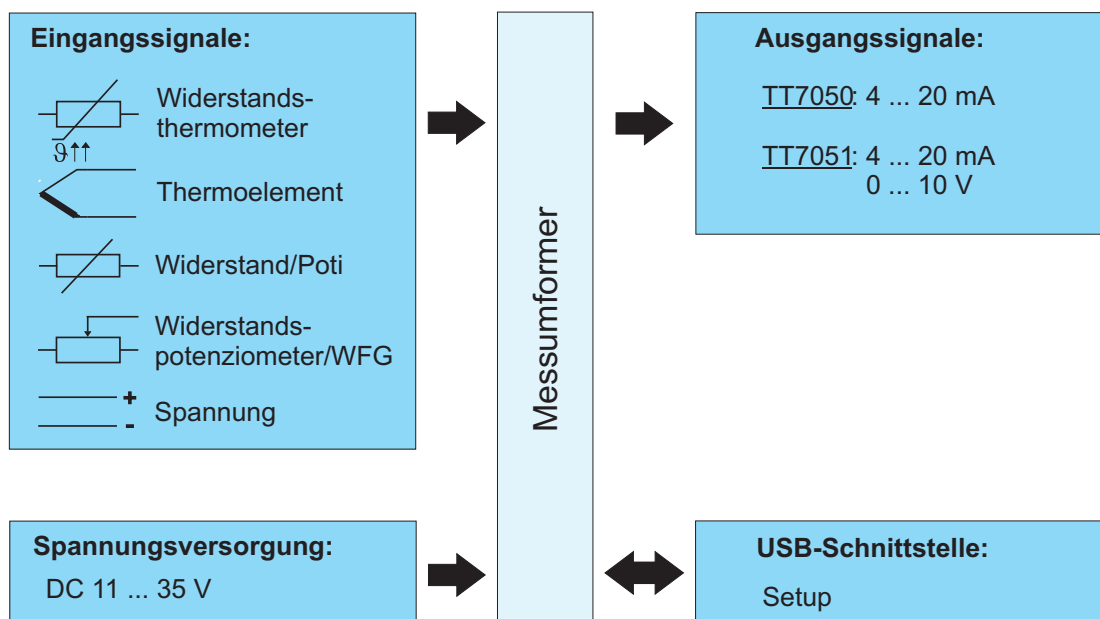 Eingangssignale:
Widerstands-
thermometer
ϑ↑↑
Thermoelement
Widerstand/Poti
Widerstands-
potenziometer/WFG
+
-
Spannung
Spannungsversorgung:
DC 11 ... 35 V
Messumformer
Ausgangssignale:
TT7050: 4 ... 20 mA
TT7051: 4 ... 20 mA
0 ... 10 V
USB-Schnittstelle:
Setup